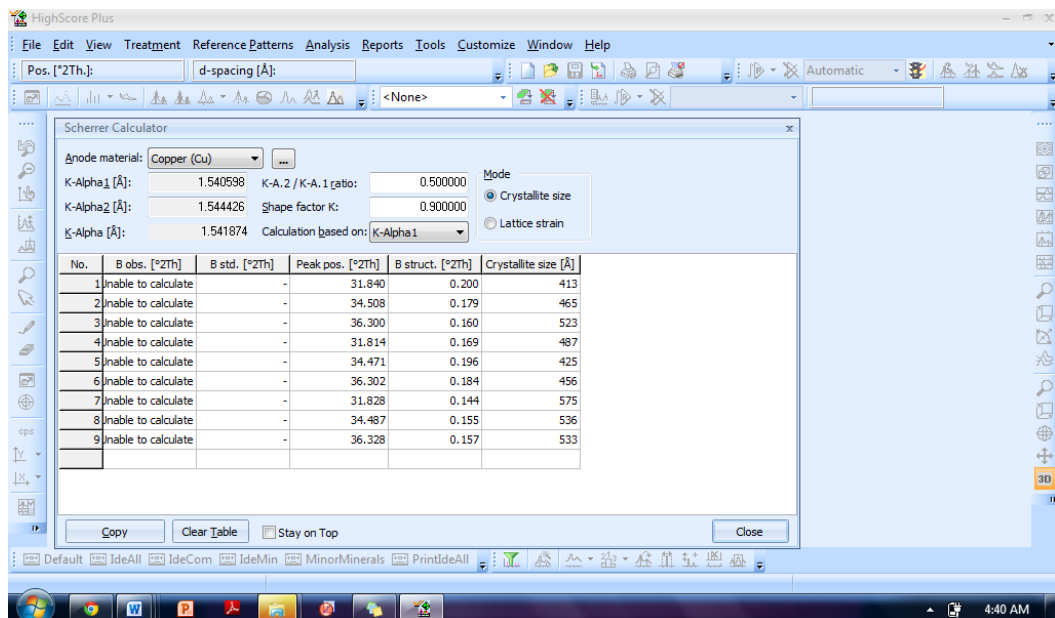 HighScore Plus
File Edit View Treatment Reference Patterns Analysis Reports Tools Customize Window Help
Pos. [°2Th.]: d-spacing [Å]: Automatic
<None>
Scherrer Calculator x
Anode material: Copper (Cu) ...
K-Alpha1 [Å]: 1.540598 K-A.2 / K-A.1 ratio: 0.500000 Mode
K-Alpha2 [Å]: 1.544426 Shape factor K: 0.900000 Crystallite size
K-Alpha [Å]: 1.541874 Calculation based on: K-Alpha1 Lattice strain
No. B obs. [°2Th] B std. [°2Th] Peak pos. [°2Th] B struct. [°2Th] Crystallite size [Å]
1 Unable to calculate - 31.840 0.200 413
2 Unable to calculate - 34.508 0.179 465
3 Unable to calculate - 36.300 0.160 523
4 Unable to calculate - 31.814 0.169 487
5 Unable to calculate - 34.471 0.196 425
6 Unable to calculate - 36.302 0.184 456
7 Unable to calculate - 31.828 0.144 575
8 Unable to calculate - 34.487 0.155 536
9 Unable to calculate - 36.328 0.157 533
cps
3D
Copy Clear Table Stay on Top Close
Default IdeAll IdeCom IdeMin MinorMinerals PrintIdeAll
4:40 AM